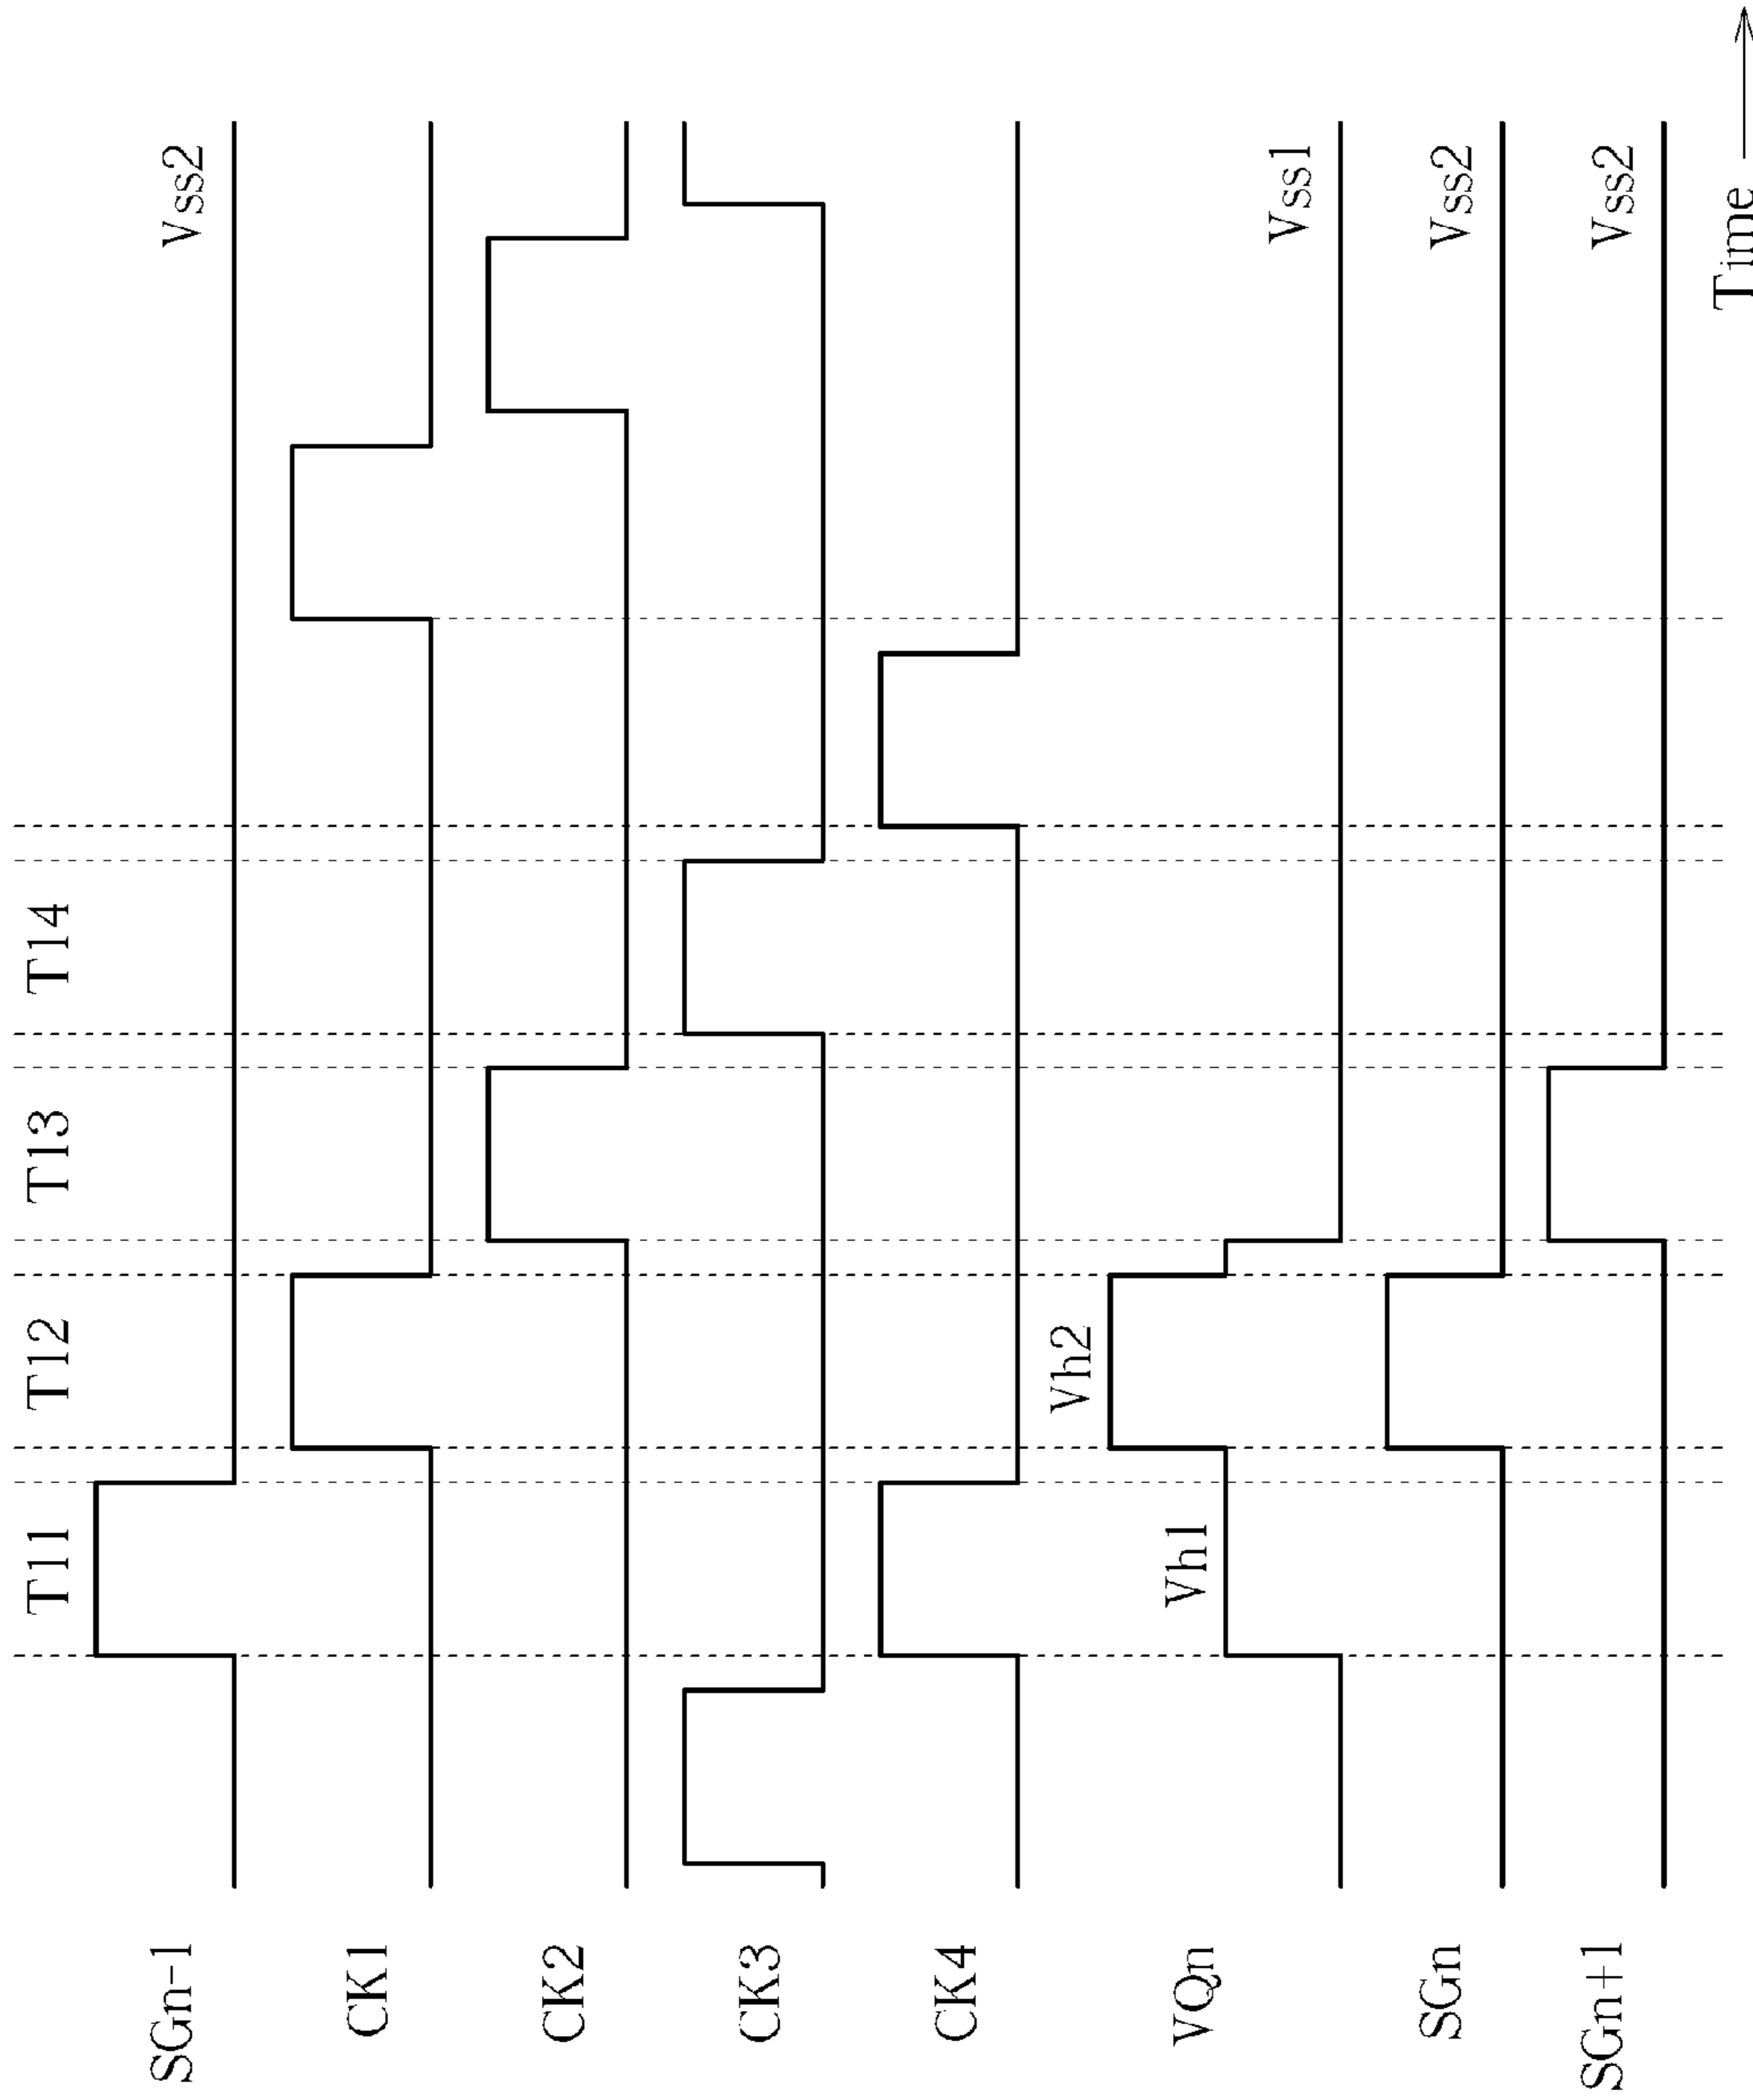 T11 T12 T13 T14
SGn-1 Vss2
CK1
CK2
CK3
CK4
Vh2
VQn Vh1 Vss1
SGn Vss2
SGn+1 Vss2
Time